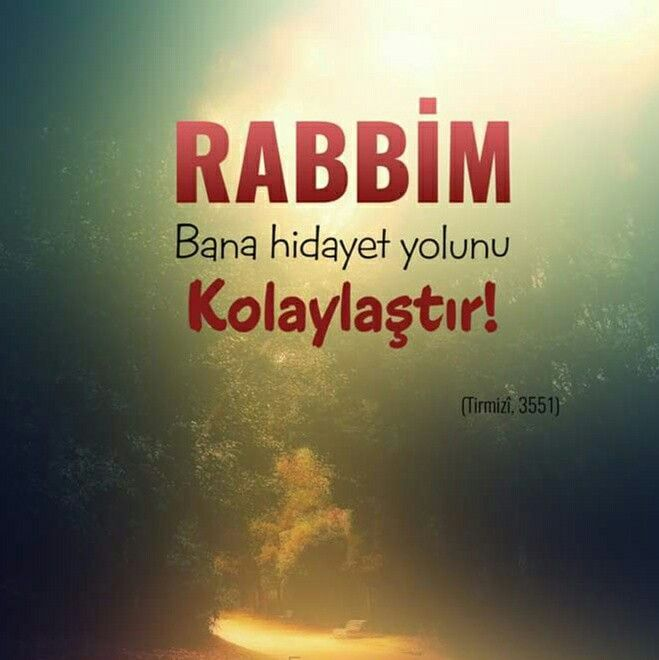 RABBİM
Bana hidayet yolunu
Kolaylaştır!
(Tirmizî, 3551)